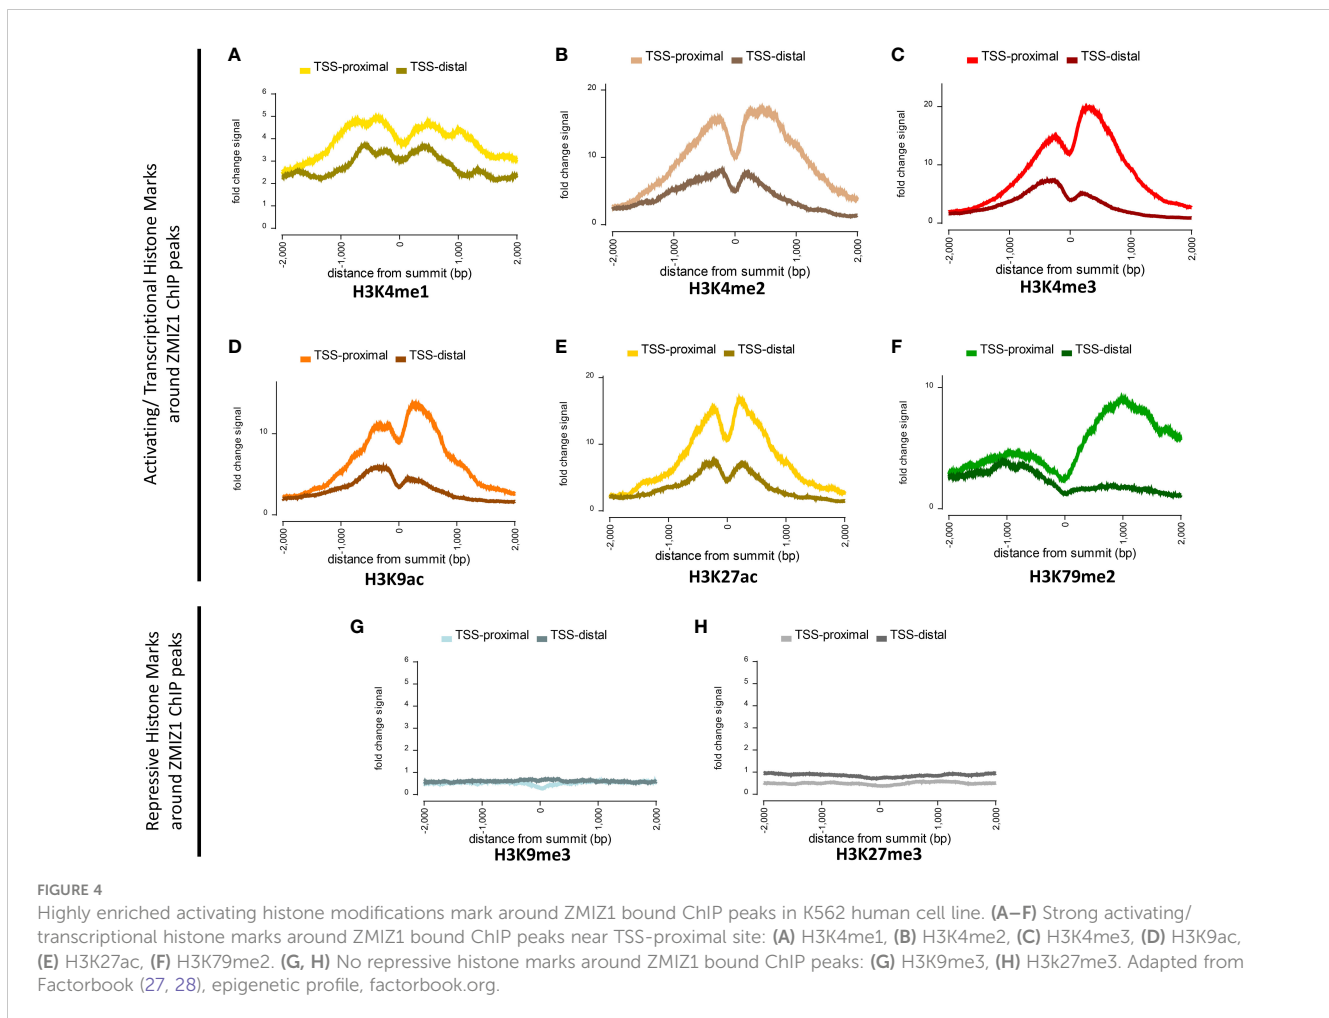 Activating/ Transcriptional Histone Marks
around ZMIZ1 ChIP peaks
A
TSS-proximal TSS-distal
fold change signal
6
5
4
3
2
1
0
-2,000 -1,000 0 1,000 2,000
distance from summit (bp)
H3K4me1
B
TSS-proximal TSS-distal
fold change signal
20
10
0
-2,000 -1,000 0 1,000 2,000
distance from summit (bp)
H3K4me2
C
TSS-proximal TSS-distal
fold change signal
20
10
0
-2,000 -1,000 0 1,000 2,000
distance from summit (bp)
H3K4me3
D
TSS-proximal TSS-distal
fold change signal
10
0
-2,000 -1,000 0 1,000 2,000
distance from summit (bp)
H3K9ac
E
TSS-proximal TSS-distal
fold change signal
20
10
0
-2,000 -1,000 0 1,000 2,000
distance from summit (bp)
H3K27ac
F
TSS-proximal TSS-distal
fold change signal
10
0
-2,000 -1,000 0 1,000 2,000
distance from summit (bp)
H3K79me2
Repressive Histone Marks
around ZMIZ1 ChIP peaks
G
TSS-proximal TSS-distal
fold change signal
6
5
4
3
2
1
0
-2,000 -1,000 0 1,000 2,000
distance from summit (bp)
H3K9me3
H
TSS-proximal TSS-distal
fold change signal
6
5
4
3
2
1
0
-2,000 -1,000 0 1,000 2,000
distance from summit (bp)
H3K27me3
FIGURE 4
Highly enriched activating histone modifications mark around ZMIZ1 bound ChIP peaks in K562 human cell line. (A–F) Strong activating/
transcriptional histone marks around ZMIZ1 bound ChIP peaks near TSS-proximal site: (A) H3K4me1, (B) H3K4me2, (C) H3K4me3, (D) H3K9ac,
(E) H3K27ac, (F) H3K79me2. (G, H) No repressive histone marks around ZMIZ1 bound ChIP peaks: (G) H3K9me3, (H) H3k27me3. Adapted from
Factorbook (27, 28), epigenetic profile, factorbook.org.